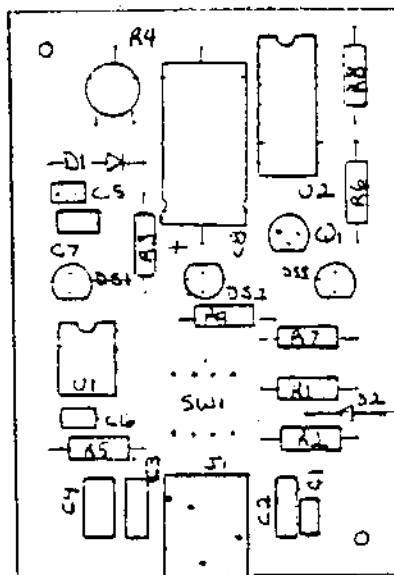 R4
R8
D1
C5
U2
R6
C7
R3
+
C8
Q1
DS1
DS2
DS3
R9
R7
U1
SW1
R1
D2
C6
R5
R2
C3
J1
C4
C2
C1